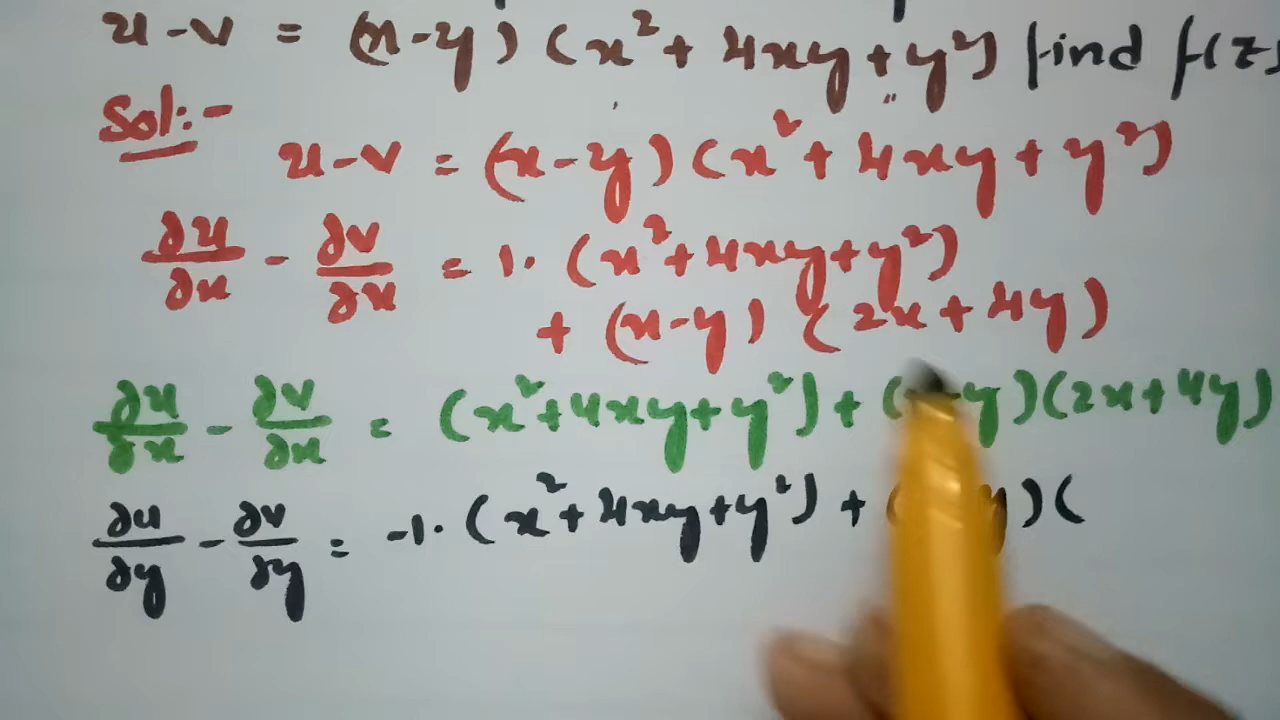 u - v = (x-y) (x² + 4xy + y²) find f(z)
Sol:-
u - v = (x-y)(x² + 4xy + y²)
∂u/∂x - ∂v/∂x = 1. (x² + 4xy + y²)
+ (x-y) (2x + 4y)
∂u/∂x - ∂v/∂x = (x² + 4xy + y²) + (x-y)(2x + 4y)
∂u/∂y - ∂v/∂y = -1. (x² + 4xy + y²) + ( y)(